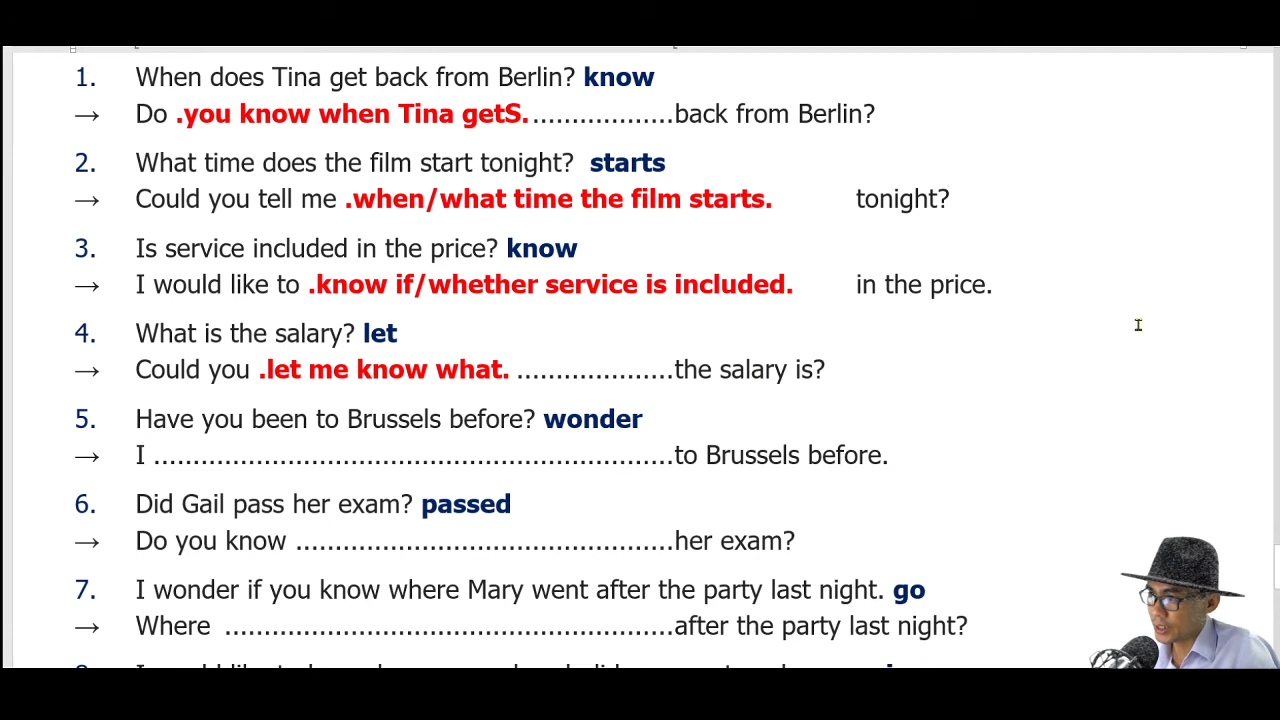 1. When does Tina get back from Berlin? know
→ Do .you know when Tina getS. ..................back from Berlin?
2. What time does the film start tonight? starts
→ Could you tell me .when/what time the film starts. tonight?
3. Is service included in the price? know
→ I would like to .know if/whether service is included. in the price.
4. What is the salary? let
→ Could you .let me know what. ....................the salary is?
5. Have you been to Brussels before? wonder
→ I ...................................................................to Brussels before.
6. Did Gail pass her exam? passed
→ Do you know .................................................her exam?
7. I wonder if you know where Mary went after the party last night. go
→ Where ..........................................................after the party last night?